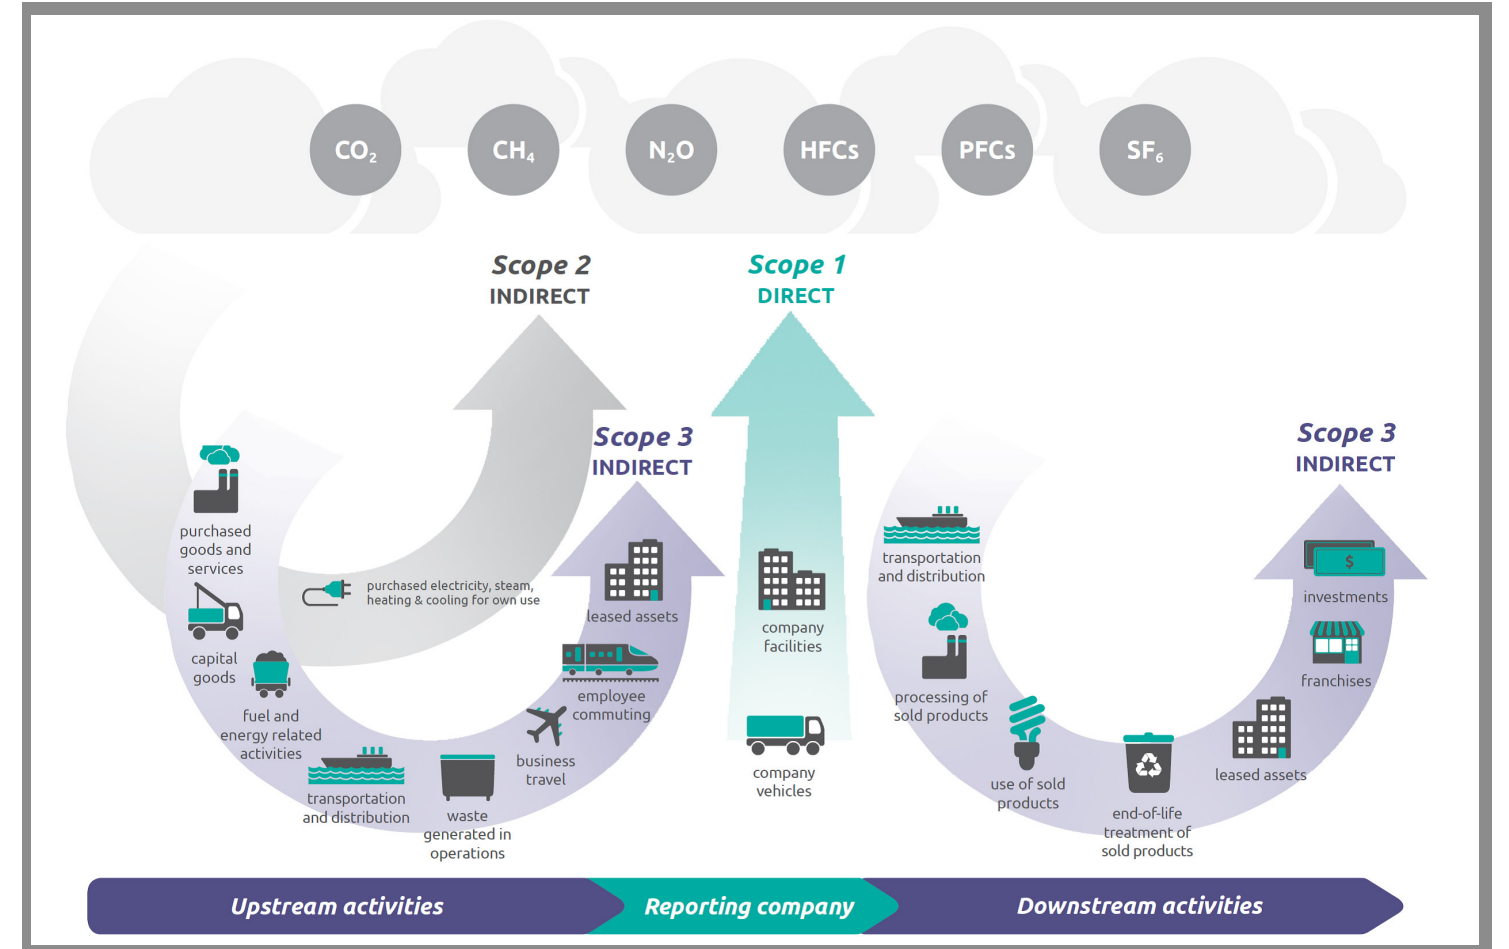 CO₂
CH₄
N₂O
HFCs
PFCs
SF₆
Scope 2
INDIRECT
Scope 1
DIRECT
Scope 3
INDIRECT
Scope 3
INDIRECT
purchased
goods and
services
capital
goods
fuel and
energy related
activities
transportation
and distribution
waste
generated in
operations
business
travel
employee
commuting
leased assets
purchased electricity, steam,
heating & cooling for own use
company
facilities
company
vehicles
transportation
and distribution
processing of
sold products
use of sold
products
end-of-life
treatment of
sold products
leased assets
franchises
$
investments
Upstream activities
Reporting company
Downstream activities